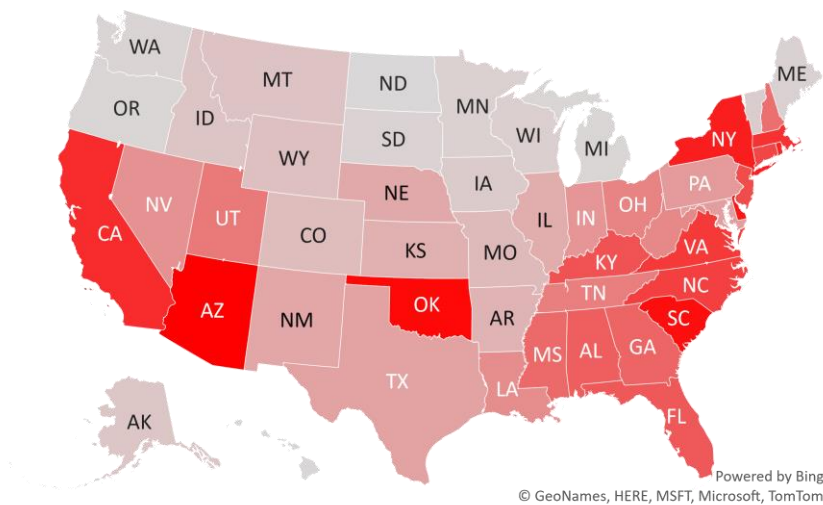 WA
MT
ND
ME
OR
ID
MN
SD
WI
MI
NY
WY
IA
PA
NV
UT
NE
IL
IN
OH
CO
KS
MO
KY
VA
CA
AZ
NM
OK
AR
TN
NC
SC
TX
LA
MS
AL
GA
FL
AK
Powered by Bing
© GeoNames, HERE, MSFT, Microsoft, TomTom